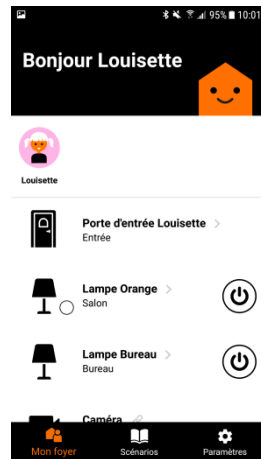 95% 10:01
Bonjour Louisette
Louisette
Porte d'entrée Louisette
Entrée
Lampe Orange
Salon
Lampe Bureau
Bureau
Caméra
Mon foyer
Scénarios
Paramètres